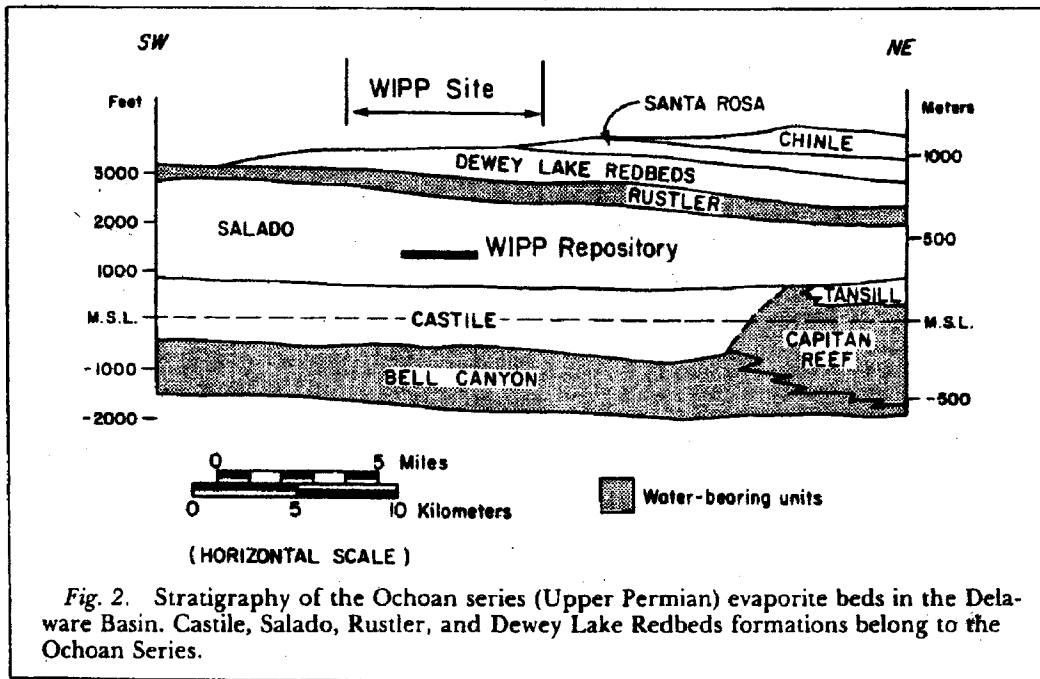 SW
NE
WIPP Site
Feet
Meters
SANTA ROSA
CHINLE
1000
DEWEY LAKE REDBEDS
3000
RUSTLER
2000
SALADO
WIPP Repository
500
1000
TANSILL
M.S.L.
CASTILE
M.S.L.
CAPITAN
REEF
-1000
BELL CANYON
-500
-2000
0 5 Miles
0 5 10 Kilometers
Water-bearing units
(HORIZONTAL SCALE)
Fig. 2. Stratigraphy of the Ochoan series (Upper Permian) evaporite beds in the Dela-
ware Basin. Castile, Salado, Rustler, and Dewey Lake Redbeds formations belong to the
Ochoan Series.